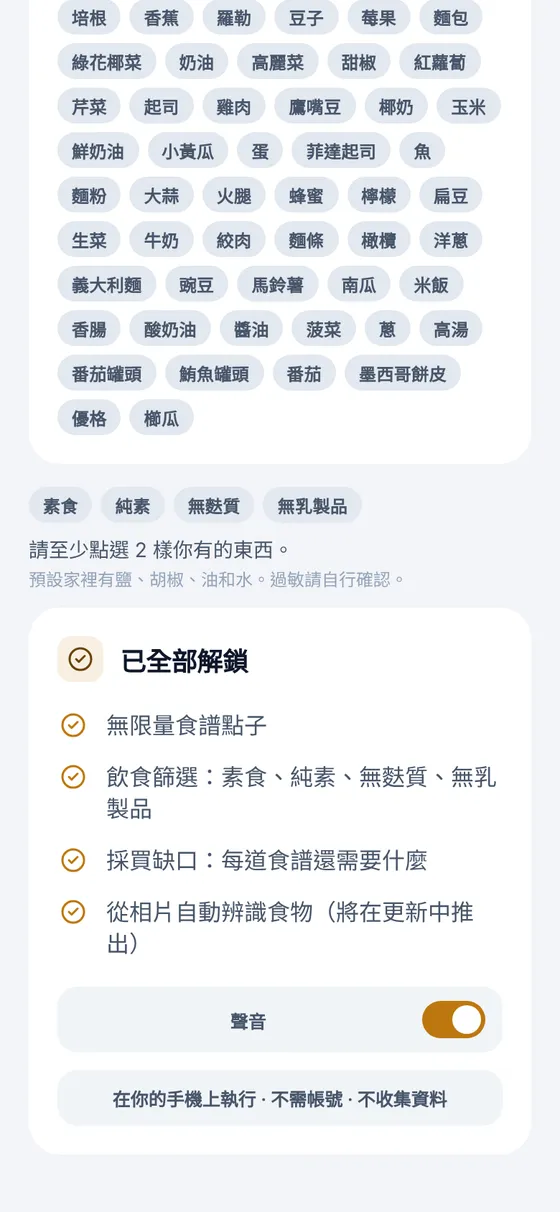 培根 香蕉 羅勒 豆子 莓果 麵包
綠花椰菜 奶油 高麗菜 甜椒 紅蘿蔔
芹菜 起司 雞肉 鷹嘴豆 椰奶 玉米
鮮奶油 小黃瓜 蛋 菲達起司 魚
麵粉 大蒜 火腿 蜂蜜 檸檬 扁豆
生菜 牛奶 絞肉 麵條 橄欖 洋蔥
義大利麵 豌豆 馬鈴薯 南瓜 米飯
香腸 酸奶油 醬油 菠菜 蔥 高湯
番茄罐頭 鮪魚罐頭 番茄 墨西哥餅皮
優格 櫛瓜
素食 純素 無麩質 無乳製品
請至少點選 2 樣你有的東西。
預設家裡有鹽、胡椒、油和水。過敏請自行確認。
已全部解鎖
無限量食譜點子
飲食篩選：素食、純素、無麩質、無乳
製品
採買缺口：每道食譜還需要什麼
從相片自動辨識食物（將在更新中推
出）
聲音
在你的手機上執行 · 不需帳號 · 不收集資料